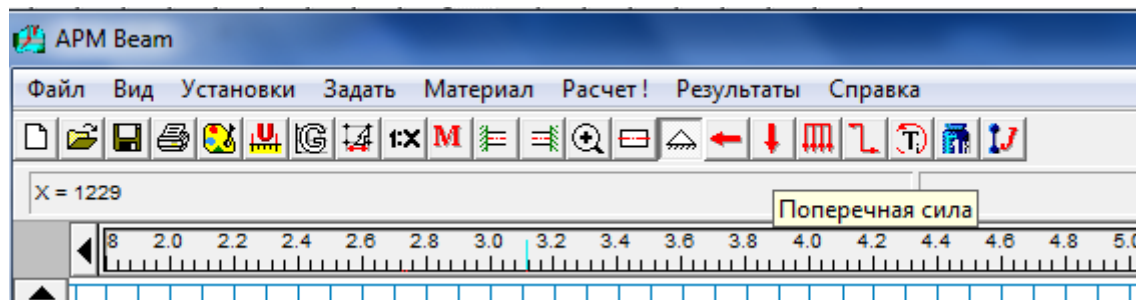 APM Beam
Файл Вид Установки Задать Материал Расчет ! Результаты Справка
U G 4 1:X M T
X = 1229
Поперечная сила
8 2.0 2.2 2.4 2.6 2.8 3.0 3.2 3.4 3.6 3.8 4.0 4.2 4.4 4.6 4.8 5.0